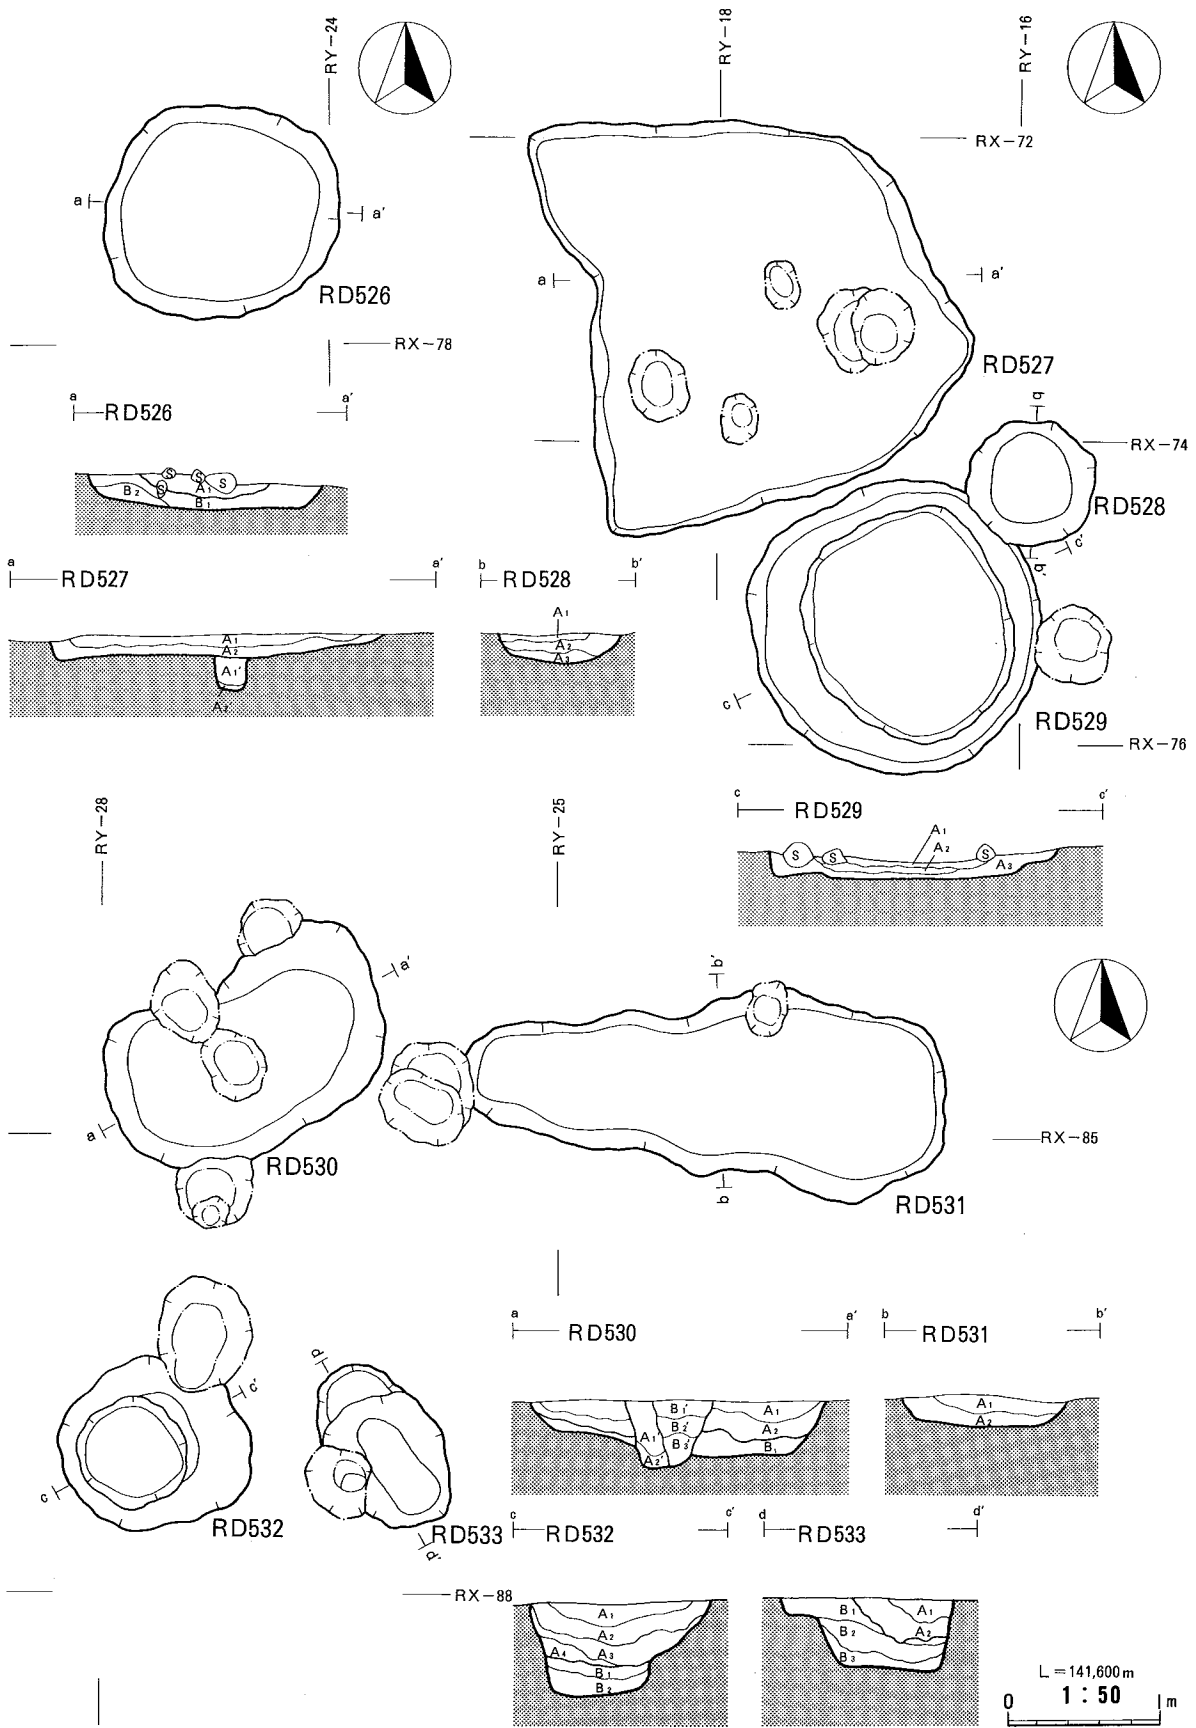 RY-24
RY-18
RY-16
RX-72
a
a'
RD526
a
a'
RX-78
RD527
a
a'
RD526
b
RX-74
RD528
c'
b'
S
S
S
S
A1
B2
B1
a
a'
RD527
b
b'
RD528
A1
A2
A1'
A2
A1
A2
A3
c
RD529
RX-76
RY-28
RY-25
c
c'
RD529
A1
A2
S
S
S
A3
a'
b'
a
RD530
RX-85
b
RD531
a
a'
RD530
b
b'
RD531
d
c'
B1'
A1
B2'
A2
A1'
B3'
B1
A2'
A1
A2
c
RD532
RD533
d'
c
c'
RD532
d
d'
RD533
RX-88
A1
A2
A4
A3
B1
B2
B1
A1
B2
A2
B3
L=141,600m
1:50
0
1m